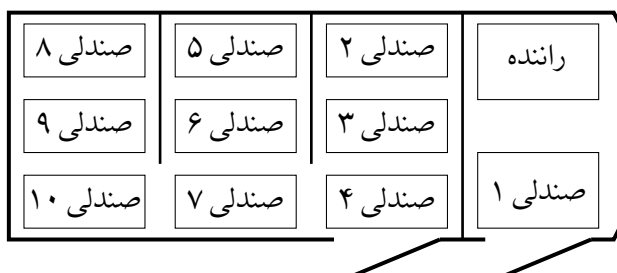 راننده صندلی ۲ صندلی ۵ صندلی ۸
صندلی ۳ صندلی ۶ صندلی ۹
صندلی ۱ صندلی ۴ صندلی ۷ صندلی ۱۰